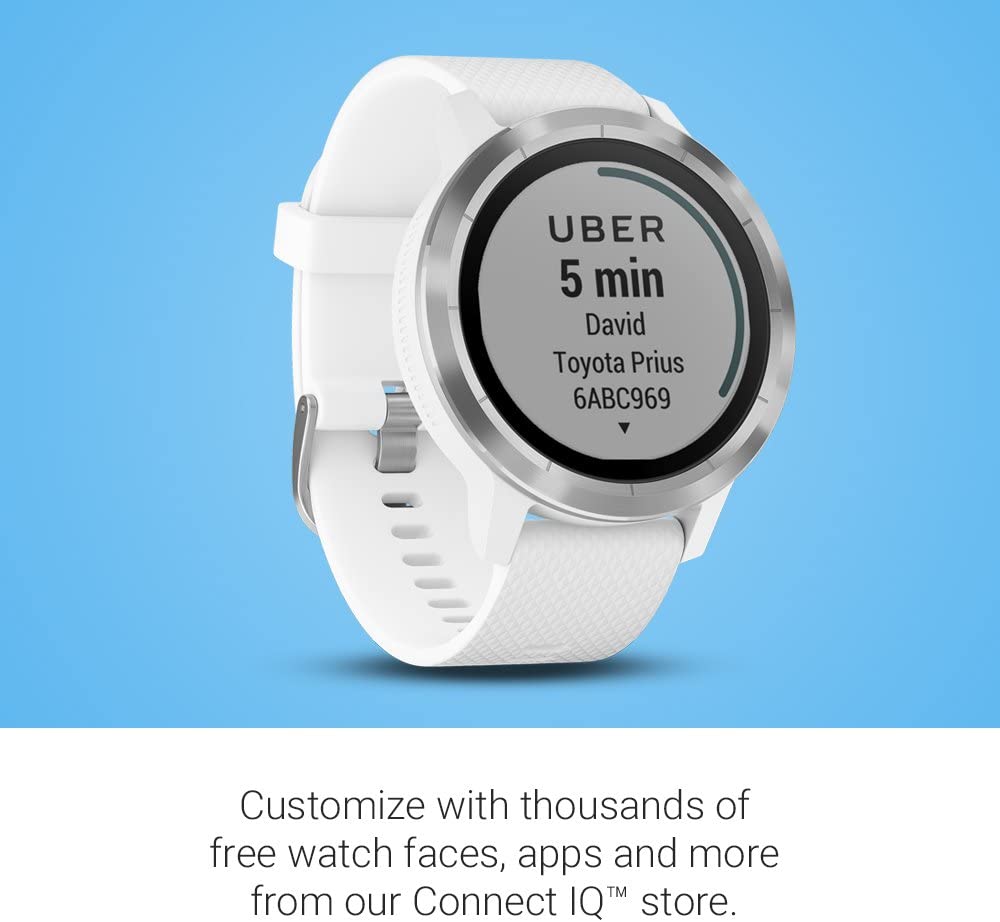 UBER
5 min
David
Toyota Prius
6ABC969
▼
Customize with thousands of
free watch faces, apps and more
from our Connect IQ™ store.